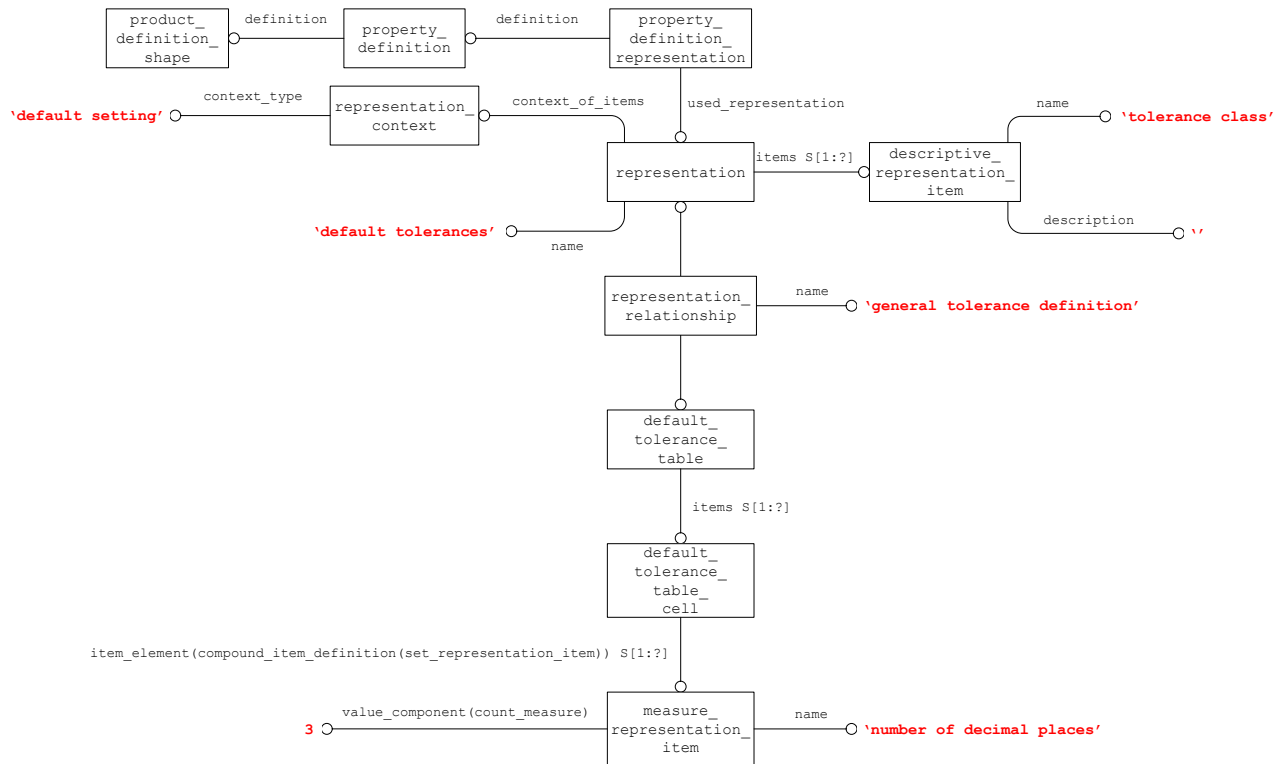 product_
definition_
shape
definition
property_
definition
definition
property_
definition_
representation
'default setting'
context_type
representation_
context
context_of_items
used_representation
name
‘tolerance class’
representation
items S[1:?]
descriptive_
representation_
item
description
‘’
‘default tolerances’
name
representation_
relationship
name
‘general tolerance definition’
default_
tolerance_
table
items S[1:?]
default_
tolerance_
table_
cell
item_element(compound_item_definition(set_representation_item)) S[1:?]
3
value_component(count_measure)
measure_
representation_
item
name
‘number of decimal places’